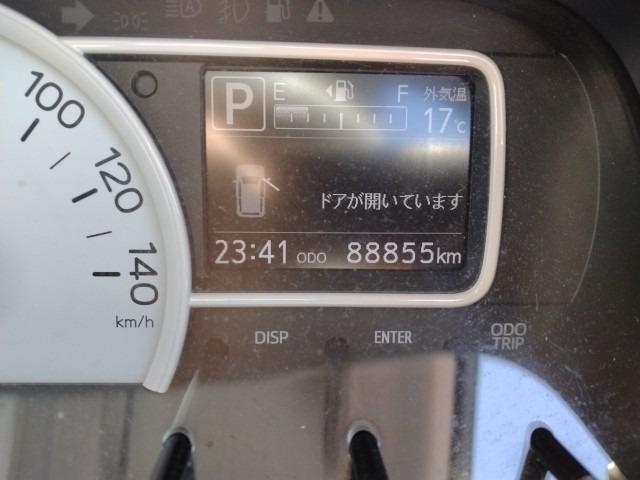 P E F 外気温
17℃
ドアが開いています
23:41 ODO 88855km
100
120
140
km/h
DISP ENTER ODO
TRIP